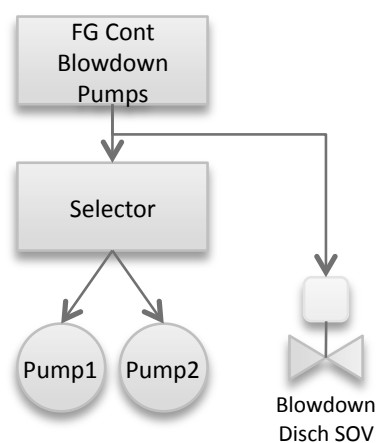 FG Cont
Blowdown
Pumps
Selector
Pump1
Pump2
Blowdown
Disch SOV